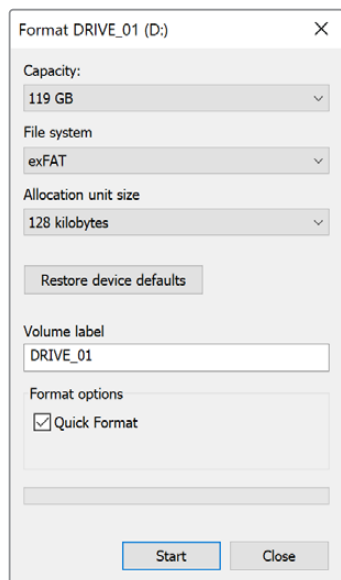 Format DRIVE_01 (D:)
Capacity:
119 GB
File system
exFAT
Allocation unit size
128 kilobytes
Restore device defaults
Volume label
DRIVE_01
Format options
Quick Format
Start Close